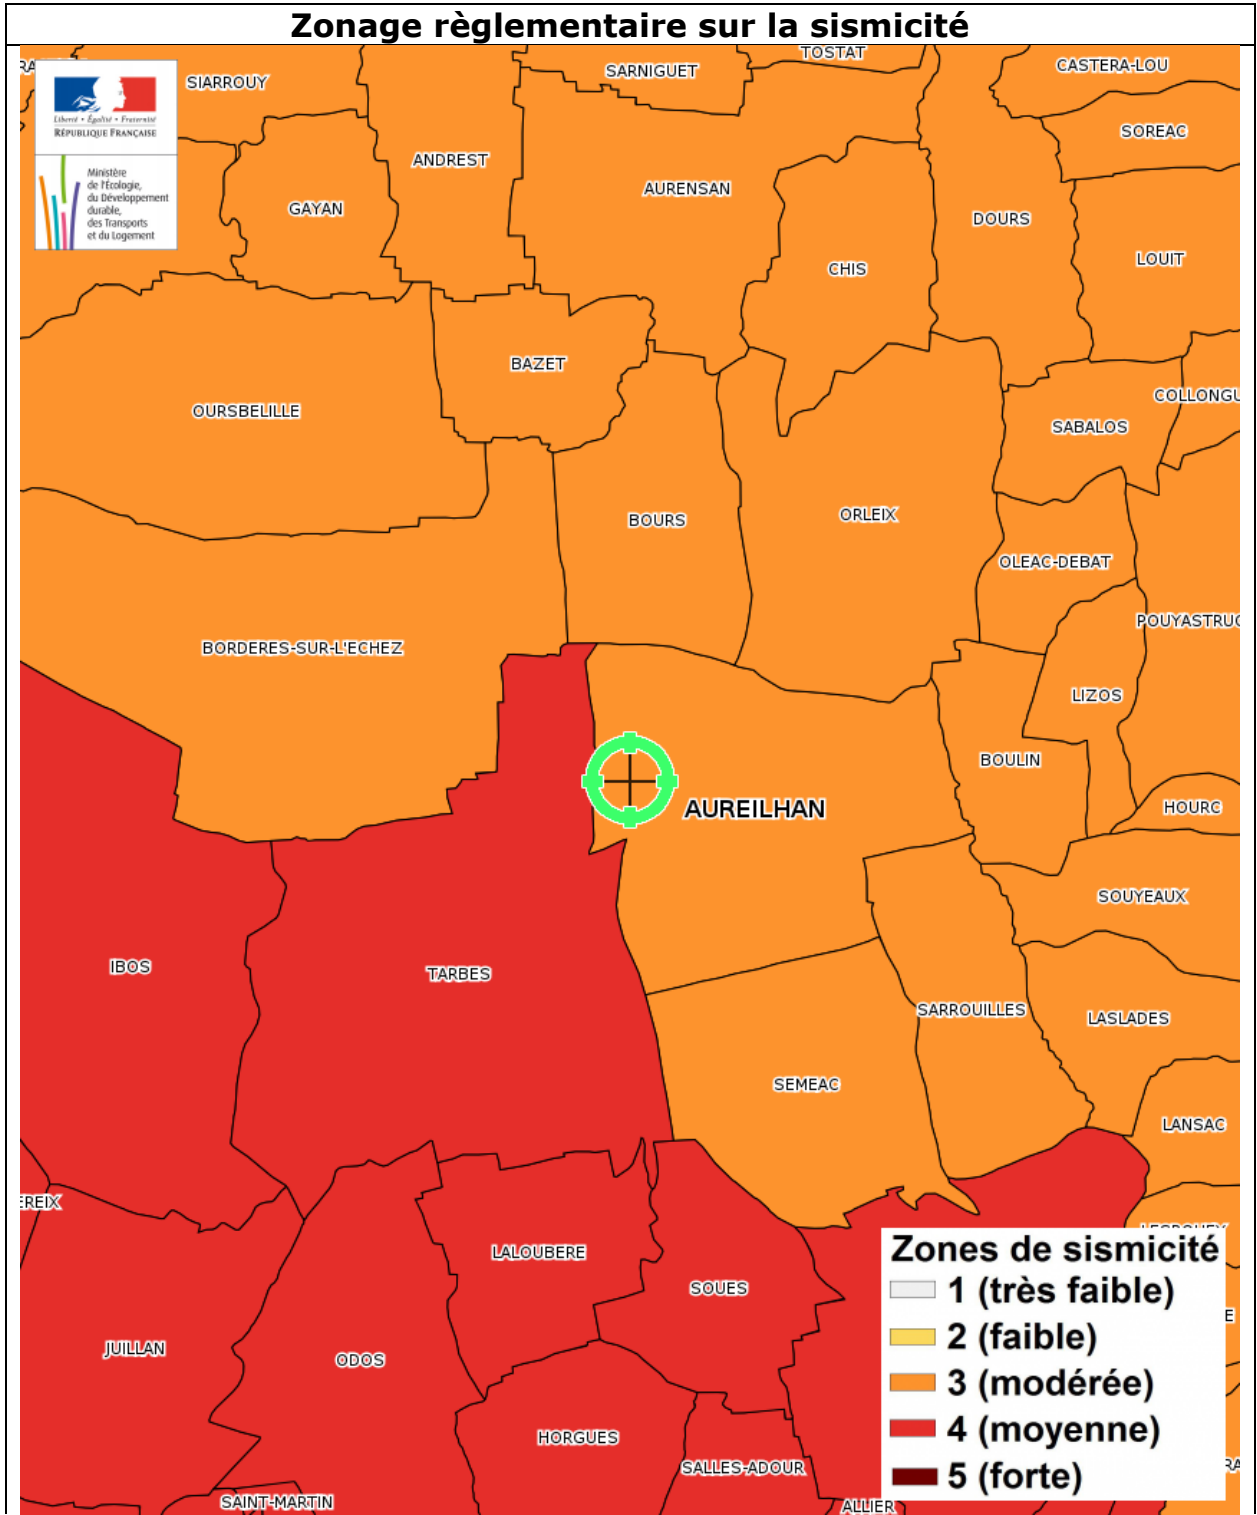 Zonage règlementaire sur la sismicité
TOSTAT
SARNIGUET
CASTERA-LOU
SIARROUY
Liberté • Égalité • Fraternité
RÉPUBLIQUE FRANÇAISE
SOREAC
ANDREST
Ministère
de l'Écologie,
du Développement
durable,
des Transports
et du Logement
AURENSAN
GAYAN
DOURS
LOUIT
CHIS
BAZET
COLLONGU
OURSBELILLE
SABALOS
ORLEIX
BOURS
OLEAC-DEBAT
POUYASTRUC
BORDERES-SUR-L'ECHEZ
LIZOS
BOULIN
HOURC
AUREILHAN
SOUYEAUX
IBOS
TARBES
SARROUILLES
LASLADES
SEMEAC
LANSAC
EREIX
LALOUBERE
SOUES
JUILLAN
ODOS
HORGUES
SALLES-ADOUR
SAINT-MARTIN
ALLIER
Zones de sismicité
1 (très faible)
2 (faible)
3 (modérée)
4 (moyenne)
5 (forte)